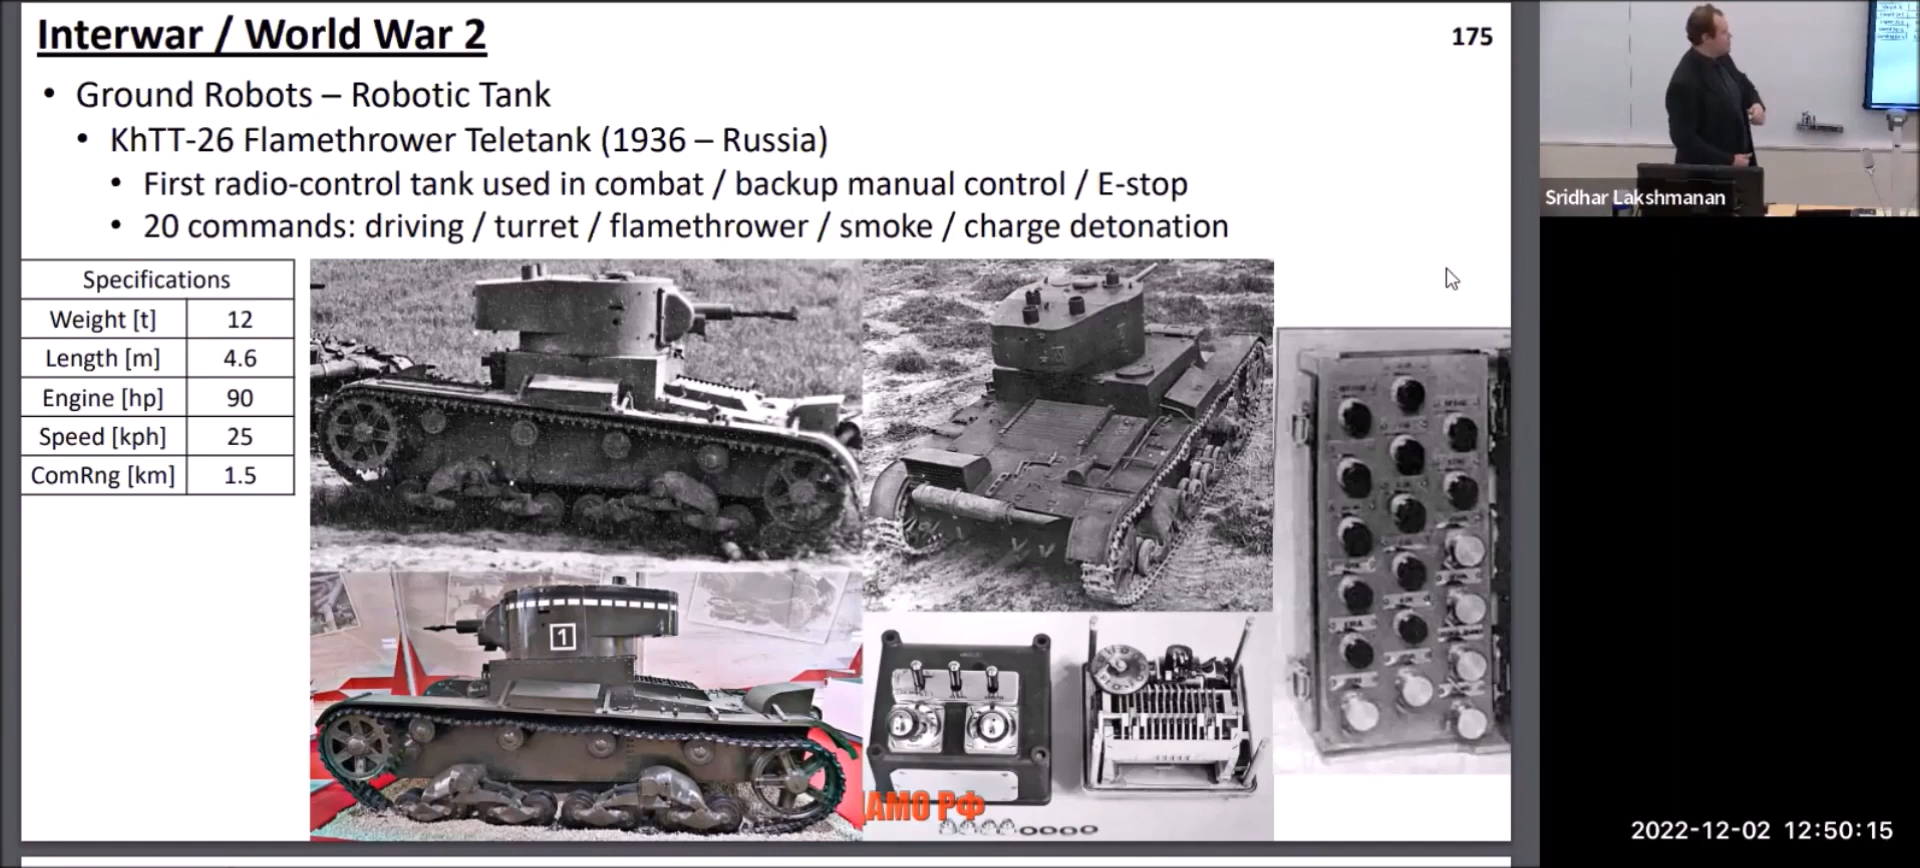 Interwar / World War 2
175
• Ground Robots – Robotic Tank
• KhTT-26 Flamethrower Teletank (1936 – Russia)
• First radio-control tank used in combat / backup manual control / E-stop
• 20 commands: driving / turret / flamethrower / smoke / charge detonation
Specifications
Weight [t] 12
Length [m] 4.6
Engine [hp] 90
Speed [kph] 25
ComRng [km] 1.5
1
АМО РФ
Sridhar Lakshmanan
2022-12-02 12:50:15